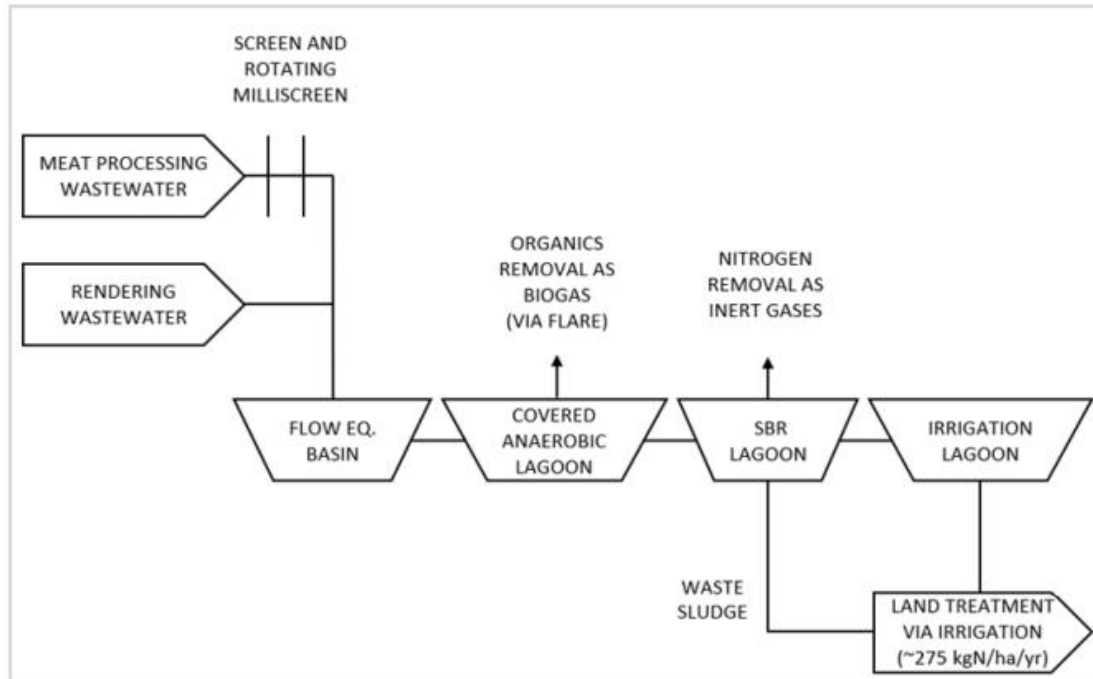 SCREEN AND
ROTATING
MILLISCREEN
MEAT PROCESSING
WASTEWATER
RENDERING
WASTEWATER
ORGANICS
REMOVAL AS
BIOGAS
(VIA FLARE)
NITROGEN
REMOVAL AS
INERT GASES
FLOW EQ.
BASIN
COVERED
ANAEROBIC
LAGOON
SBR
LAGOON
IRRIGATION
LAGOON
WASTE
SLUDGE
LAND TREATMENT
VIA IRRIGATION
(~275 kgN/ha/yr)